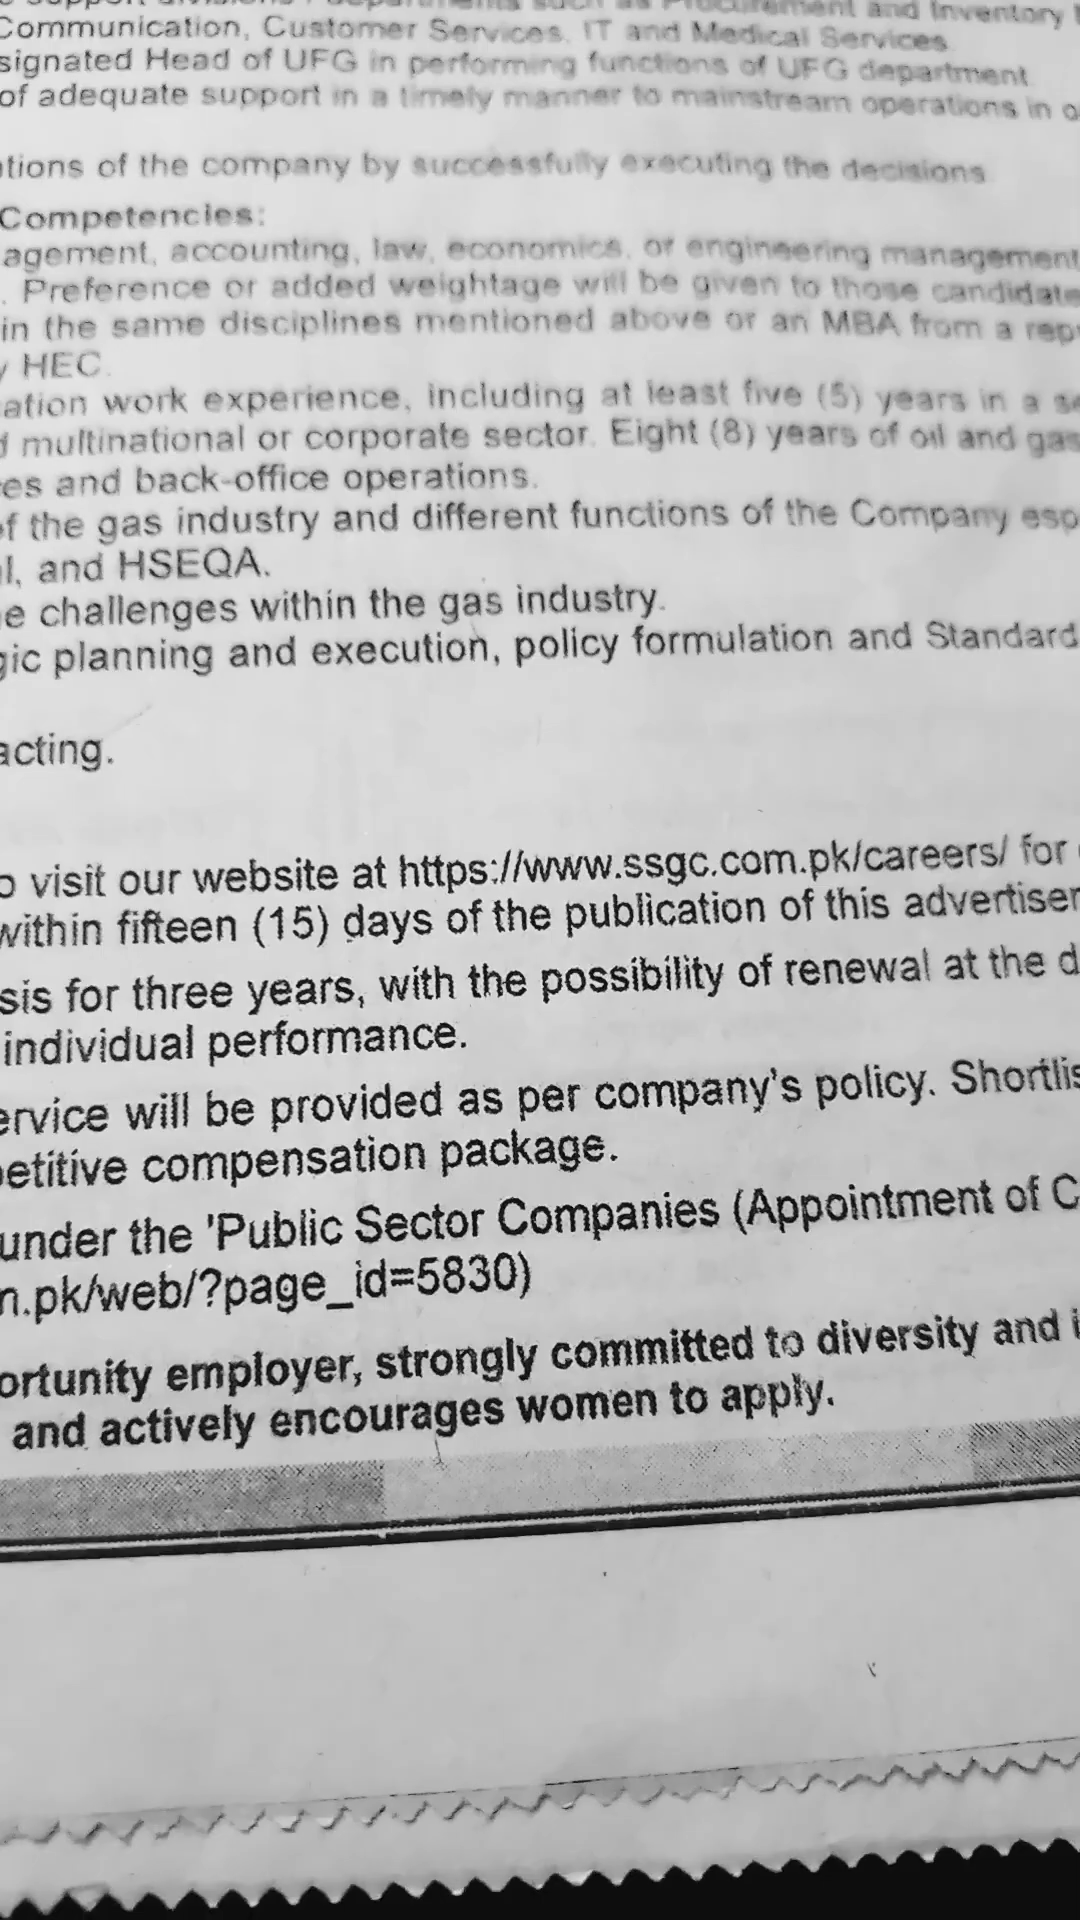 Procurement and Inventory
Communication, Customer Services, IT and Medical Services
signated Head of UFG in performing functions of UFG department
of adequate support in a timely manner to mainstream operations in o
tions of the company by successfully executing the decisions
Competencies:
agement, accounting, law, economics, or engineering management
. Preference or added weightage will be given to those candidate
in the same disciplines mentioned above or an MBA from a rep
y HEC.
ation work experience, including at least five (5) years in a se
d multinational or corporate sector. Eight (8) years of oil and gas
es and back-office operations.
of the gas industry and different functions of the Company esp
l, and HSEQA.
e challenges within the gas industry.
gic planning and execution, policy formulation and Standard
acting.
o visit our website at https://www.ssgc.com.pk/careers/ for
within fifteen (15) days of the publication of this advertisem
sis for three years, with the possibility of renewal at the d
individual performance.
ervice will be provided as per company's policy. Shortlis
petitive compensation package.
under the 'Public Sector Companies (Appointment of C
n.pk/web/?page_id=5830)
ortunity employer, strongly committed to diversity and i
and actively encourages women to apply.